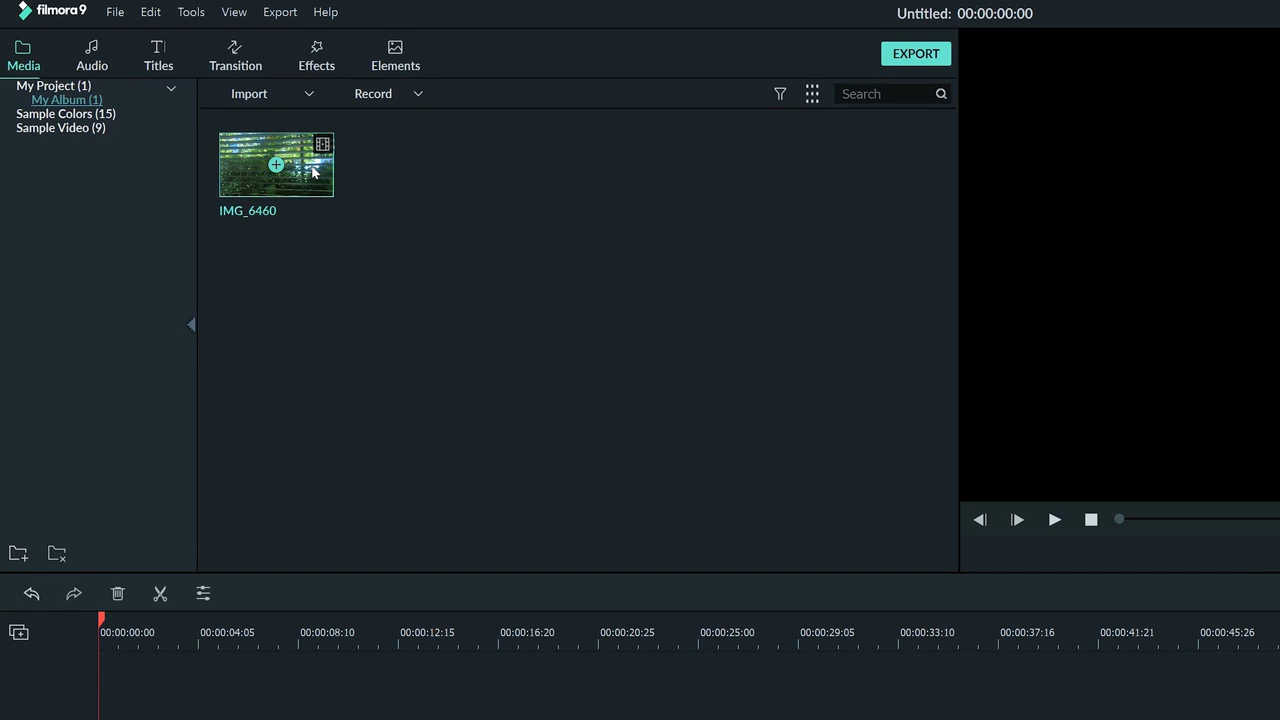 filmora9 File Edit Tools View Export Help
Untitled: 00:00:00:00
Media Audio Titles Transition Effects Elements
EXPORT
My Project (1)
My Album (1)
Sample Colors (15)
Sample Video (9)
Import Record Search
IMG_6460
00:00:00:00 00:00:04:05 00:00:08:10 00:00:12:15 00:00:16:20 00:00:20:25 00:00:25:00 00:00:29:05 00:00:33:10 00:00:37:16 00:00:41:21 00:00:45:26